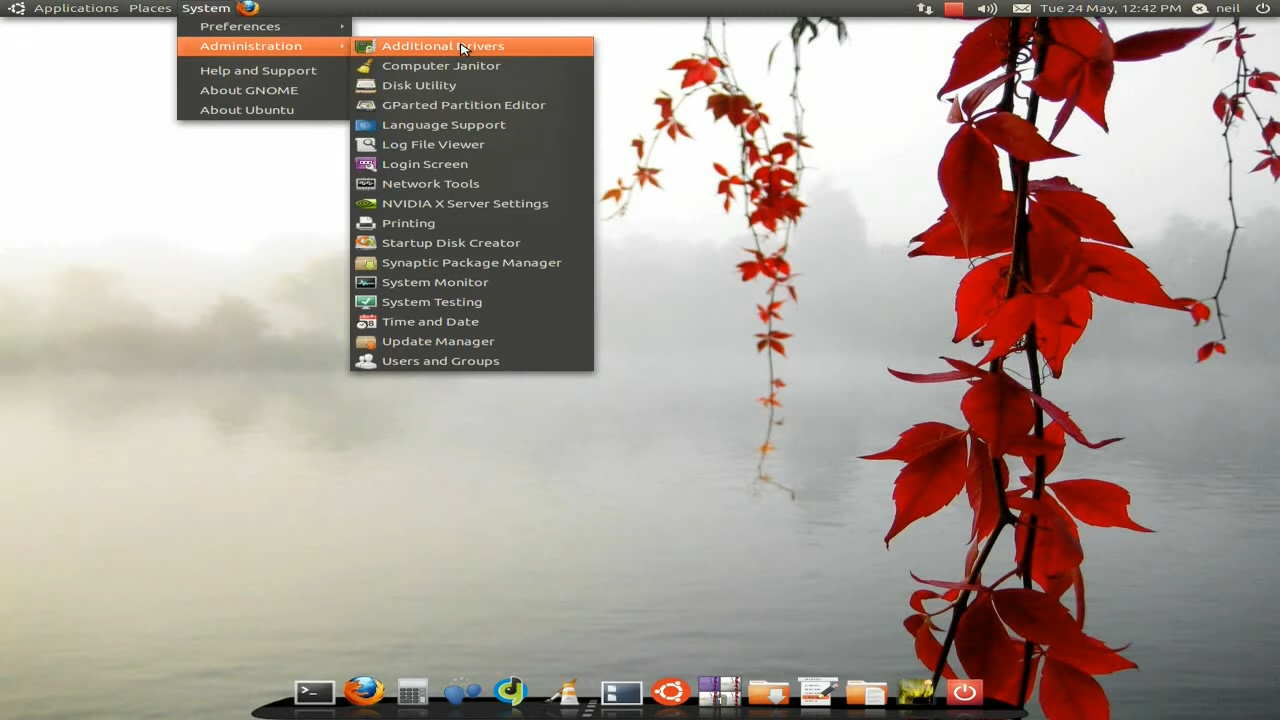 Applications Places System Tue 24 May, 12:42 PM neil
Preferences
Administration
Help and Support
About GNOME
About Ubuntu
Additional Drivers
Computer Janitor
Disk Utility
GParted Partition Editor
Language Support
Log File Viewer
Login Screen
Network Tools
NVIDIA X Server Settings
Printing
Startup Disk Creator
Synaptic Package Manager
System Monitor
System Testing
Time and Date
Update Manager
Users and Groups